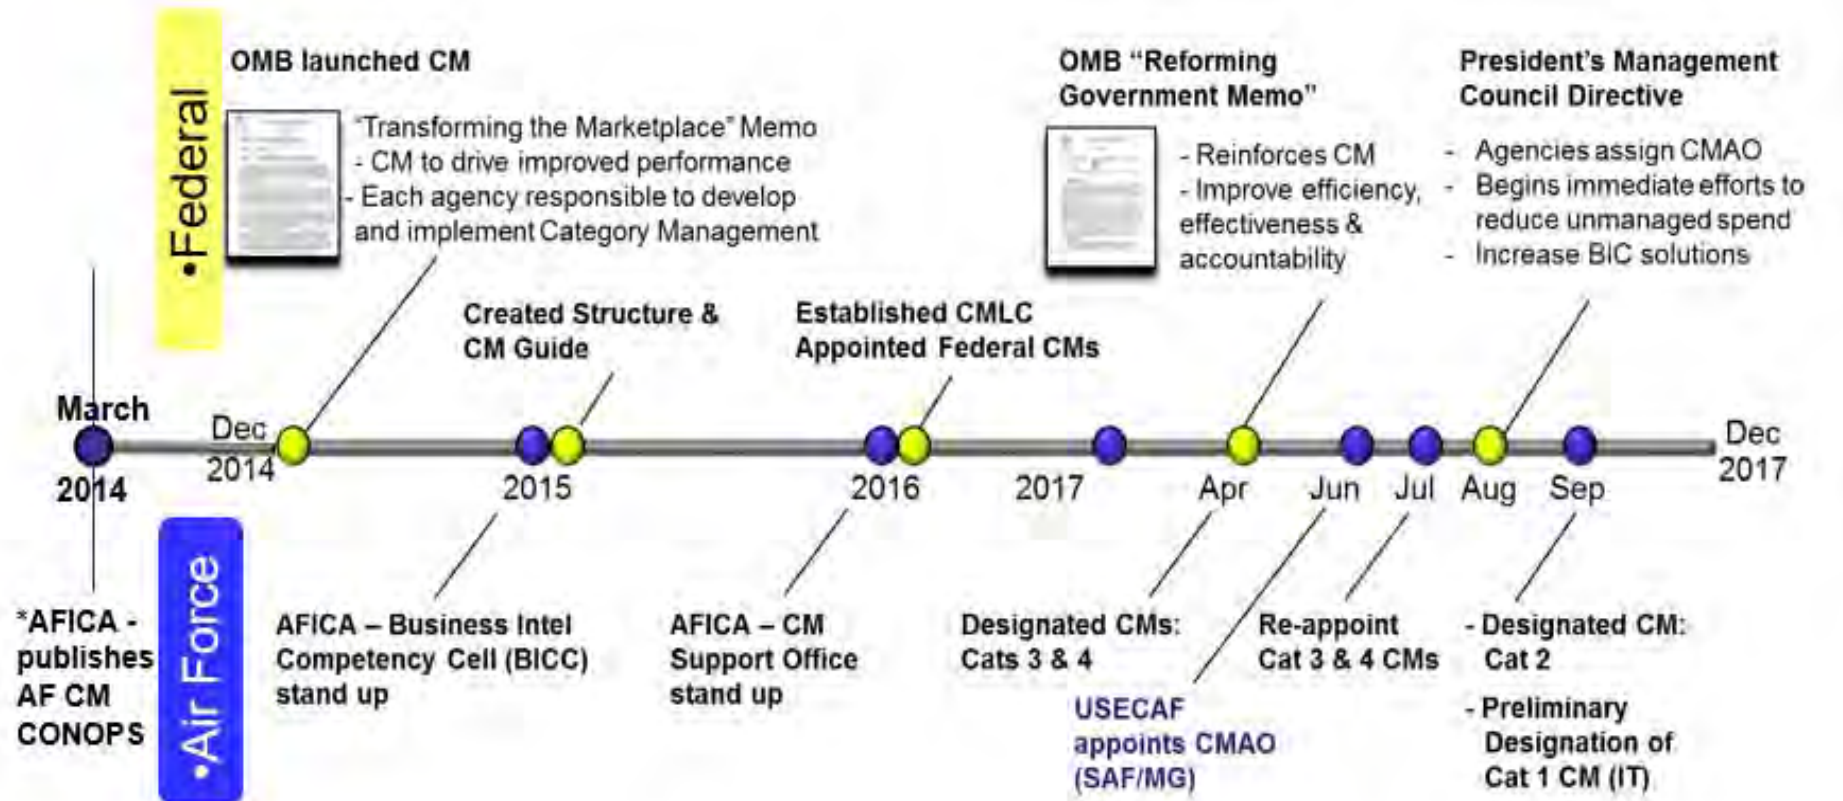 •Federal
OMB launched CM
"Transforming the Marketplace" Memo
- CM to drive improved performance
- Each agency responsible to develop
and implement Category Management
OMB "Reforming
Government Memo"
- Reinforces CM
- Improve efficiency,
effectiveness &
accountability
President's Management
Council Directive
- Agencies assign CMAO
- Begins immediate efforts to
reduce unmanaged spend
- Increase BIC solutions
Created Structure &
CM Guide
Established CMLC
Appointed Federal CMs
March
2014
Dec
2014
2015
2016
2017
Apr
Jun
Jul
Aug
Sep
Dec
2017
•Air Force
*AFICA -
publishes
AF CM
CONOPS
AFICA – Business Intel
Competency Cell (BICC)
stand up
AFICA – CM
Support Office
stand up
Designated CMs:
Cats 3 & 4
USECAF
appoints CMAO
(SAF/MG)
Re-appoint
Cat 3 & 4 CMs
- Designated CM:
Cat 2
- Preliminary
Designation of
Cat 1 CM (IT)